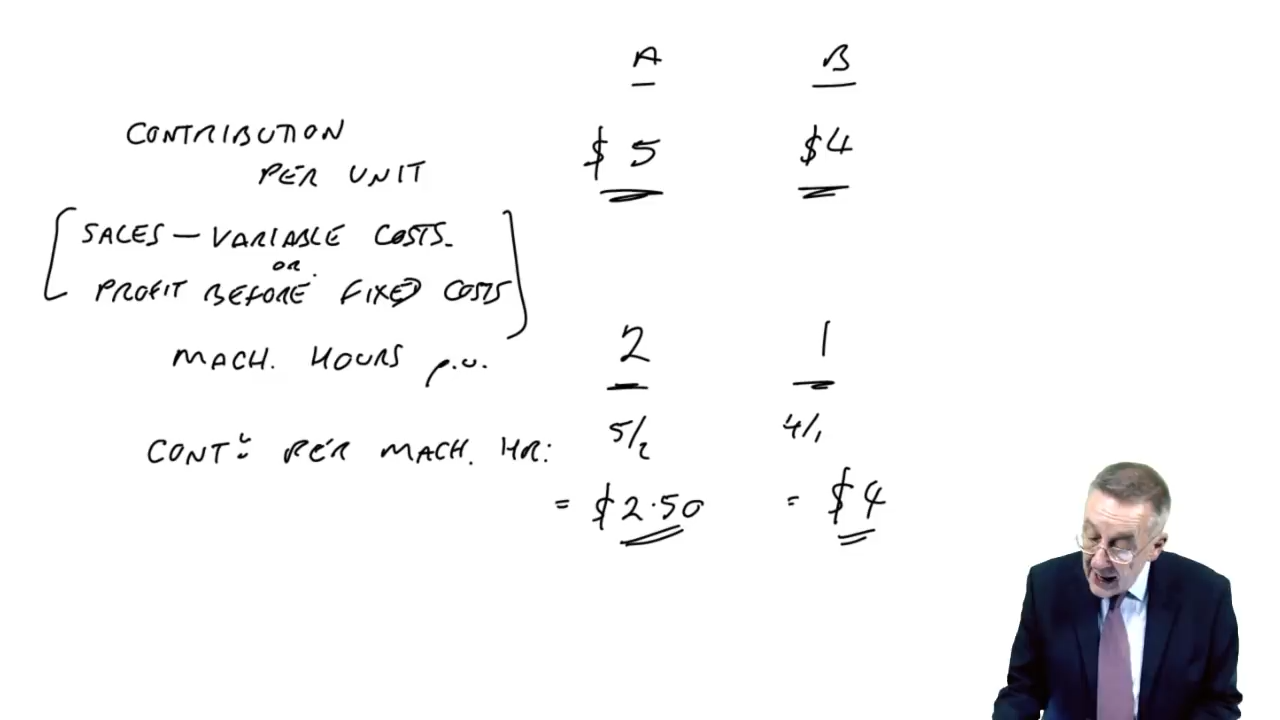 A B
CONTRIBUTION
PER UNIT $5 $4
[SALES - VARIABLE COSTS.
OR
PROFIT BEFORE FIXED COSTS]
MACH. HOURS p.u. 2 1
CONTN PER MACH. HR: 5/2 4/1
= $2.50 = $4